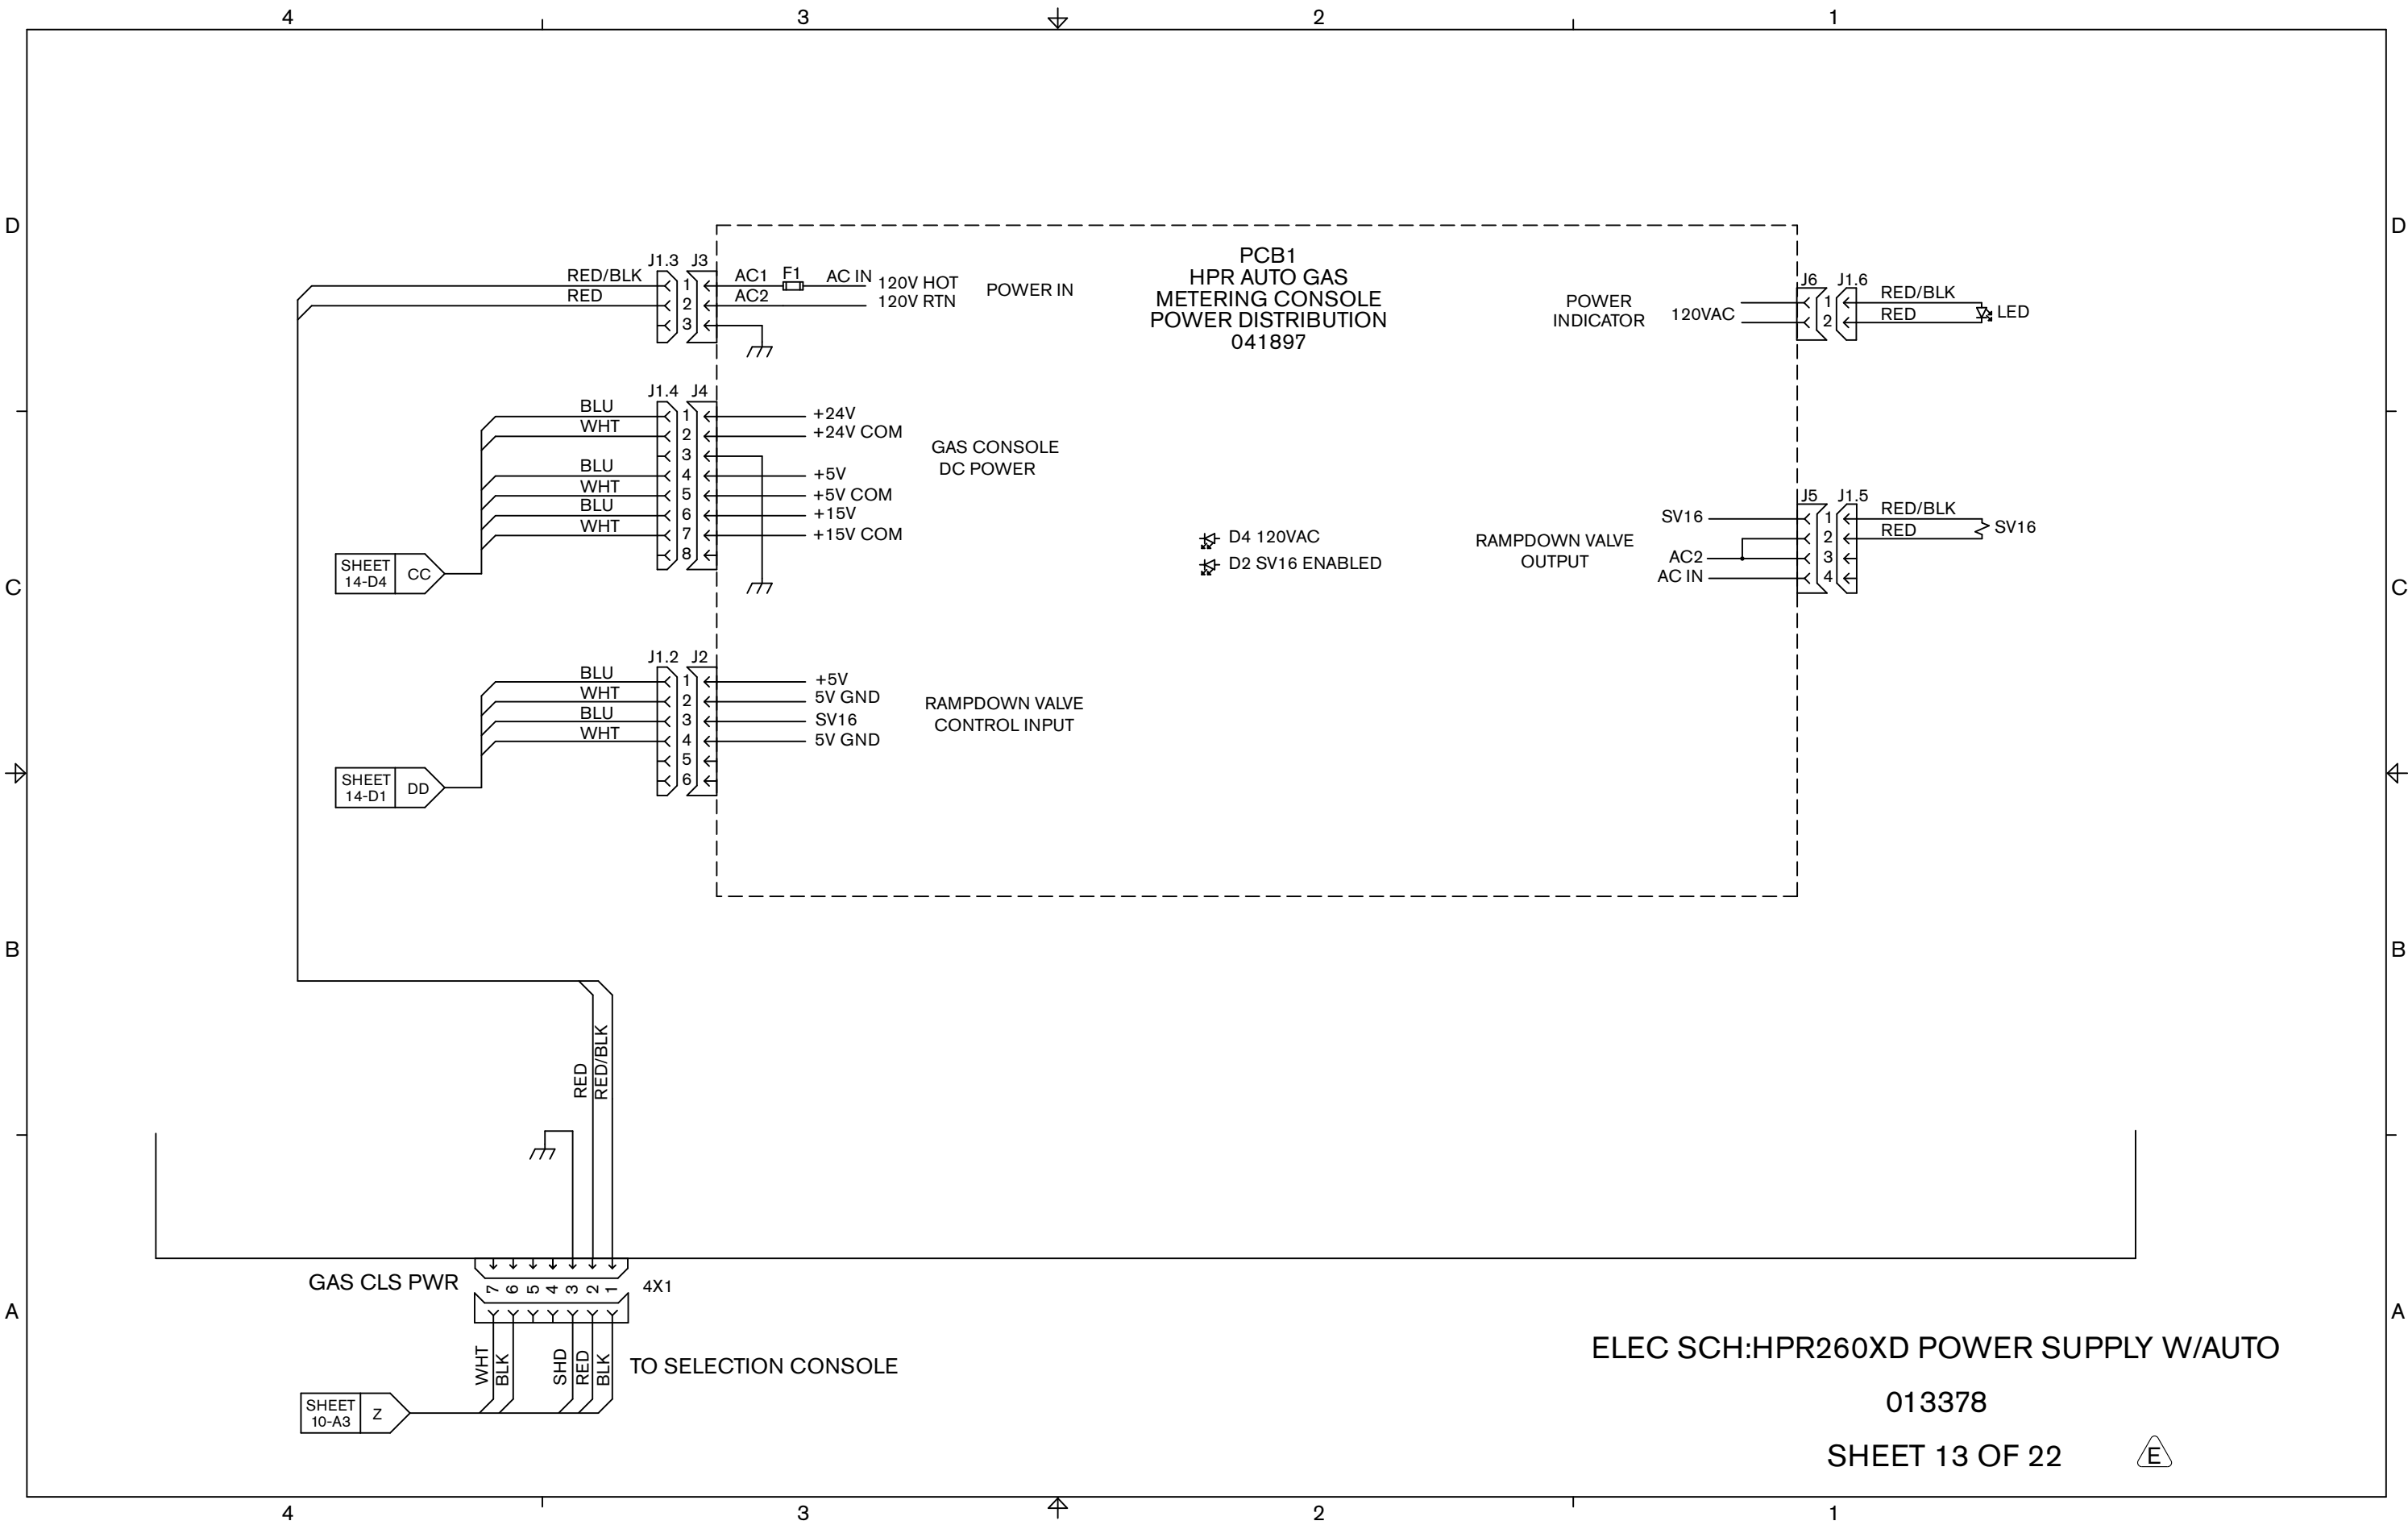 4 3 2 1
D D
J1.3 J3
RED/BLK 1 AC1 F1 AC IN 120V HOT
RED 2 AC2 120V RTN
3
POWER IN
PCB1
HPR AUTO GAS
METERING CONSOLE
POWER DISTRIBUTION
041897
POWER
INDICATOR
120VAC
J6 J1.6
1 RED/BLK
2 RED
LED
J1.4 J4
BLU 1 +24V
WHT 2 +24V COM
3
BLU 4 +5V
WHT 5 +5V COM
BLU 6 +15V
WHT 7 +15V COM
8
GAS CONSOLE
DC POWER
SHEET
14-D4
CC
D4 120VAC
D2 SV16 ENABLED
RAMPDOWN VALVE
OUTPUT
J5 J1.5
SV16 1 RED/BLK
2 RED
AC2 3
AC IN 4
SV16
C C
J1.2 J2
BLU 1 +5V
WHT 2 5V GND
BLU 3 SV16
WHT 4 5V GND
5
6
RAMPDOWN VALVE
CONTROL INPUT
SHEET
14-D1
DD
B B
RED
RED/BLK
GAS CLS PWR
7 6 5 4 3 2 1
4X1
A A
WHT
BLK
SHD
RED
BLK
TO SELECTION CONSOLE
SHEET
10-A3
Z
ELEC SCH:HPR260XD POWER SUPPLY W/AUTO
013378
SHEET 13 OF 22
E
4 3 2 1